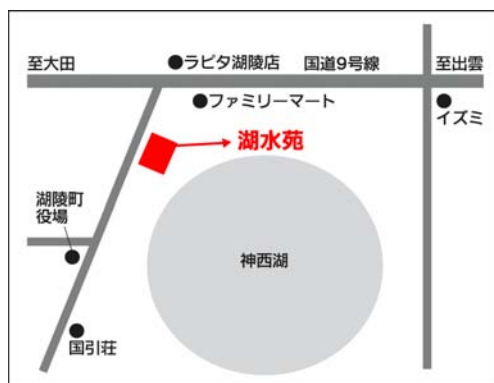 至大田
ラピタ湖陵店
国道9号線
至出雲
ファミリーマート
イズミ
湖水苑
湖陵町
役場
神西湖
国引荘